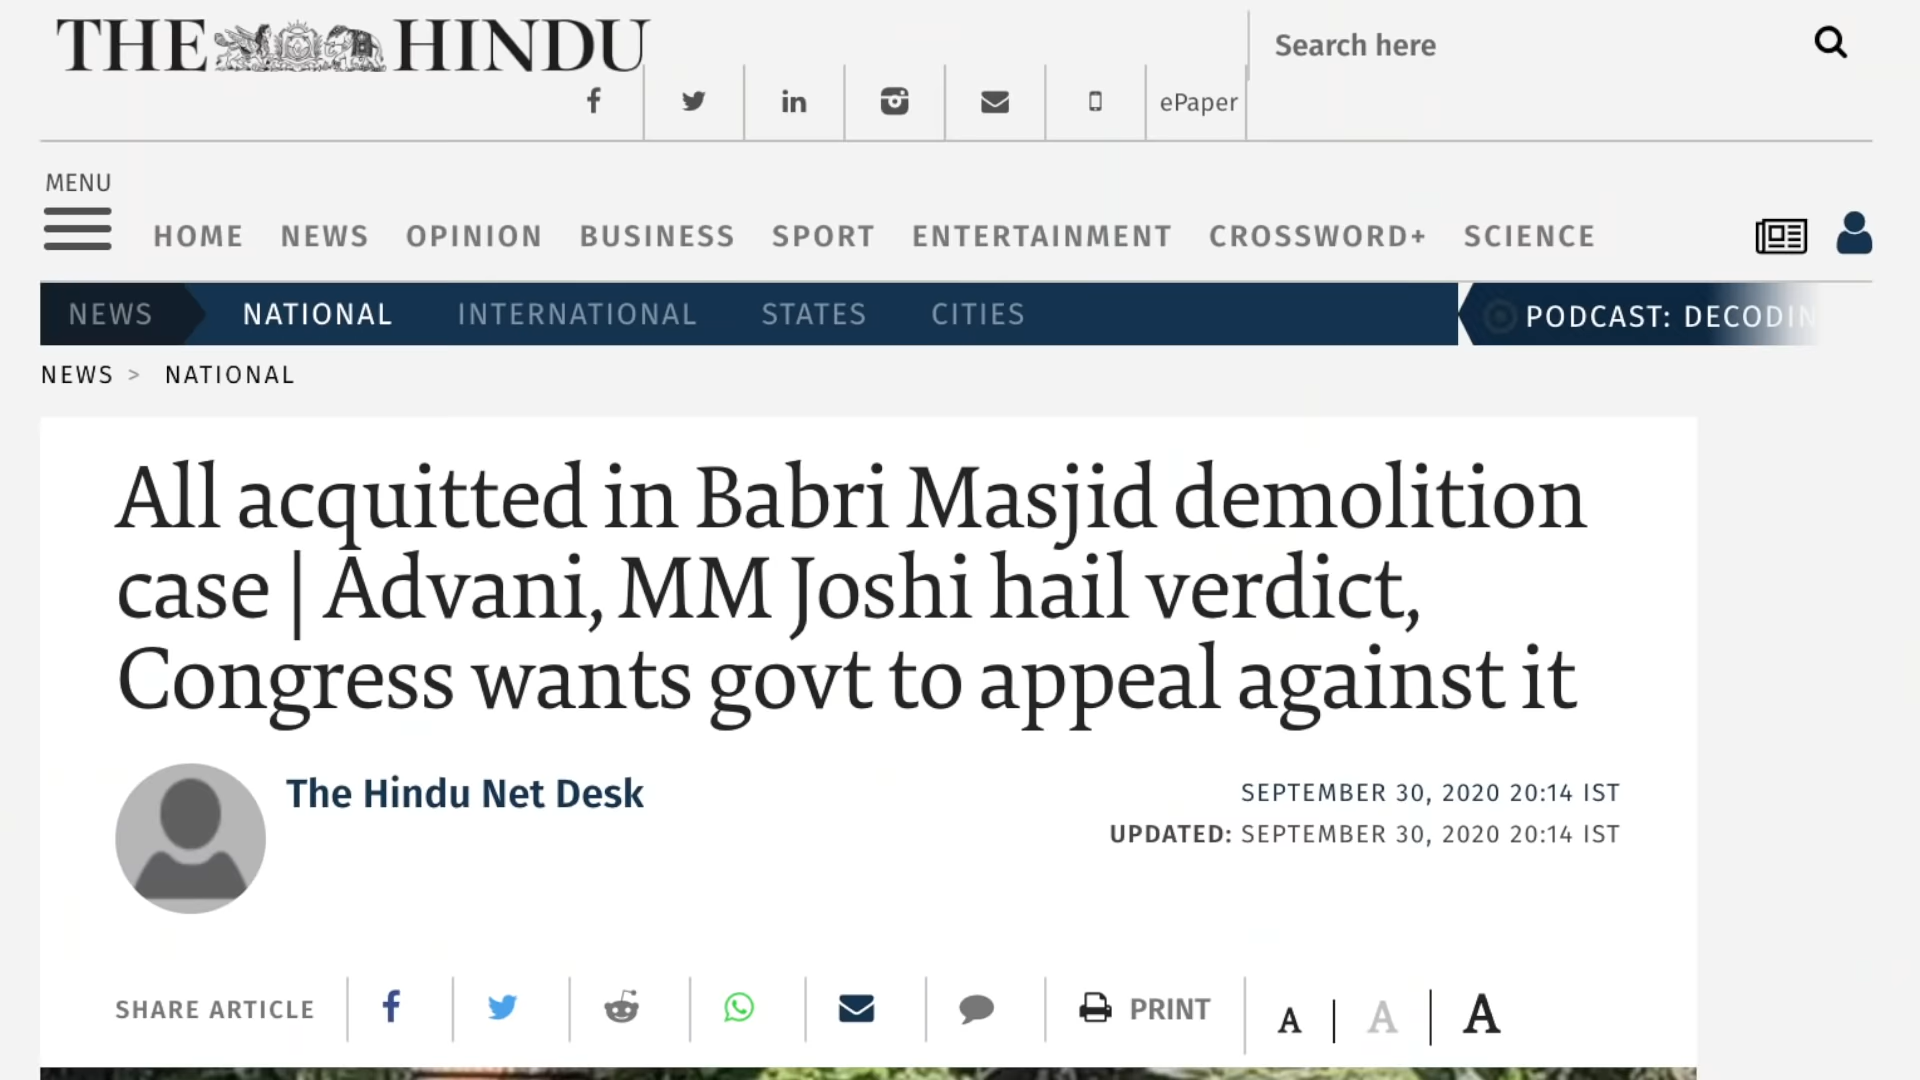 THE HINDU
Search here
ePaper
MENU
HOME NEWS OPINION BUSINESS SPORT ENTERTAINMENT CROSSWORD+ SCIENCE
NEWS NATIONAL INTERNATIONAL STATES CITIES PODCAST: DECODIN
NEWS > NATIONAL
All acquitted in Babri Masjid demolition
case | Advani, MM Joshi hail verdict,
Congress wants govt to appeal against it
The Hindu Net Desk
SEPTEMBER 30, 2020 20:14 IST
UPDATED: SEPTEMBER 30, 2020 20:14 IST
SHARE ARTICLE PRINT A | A | A